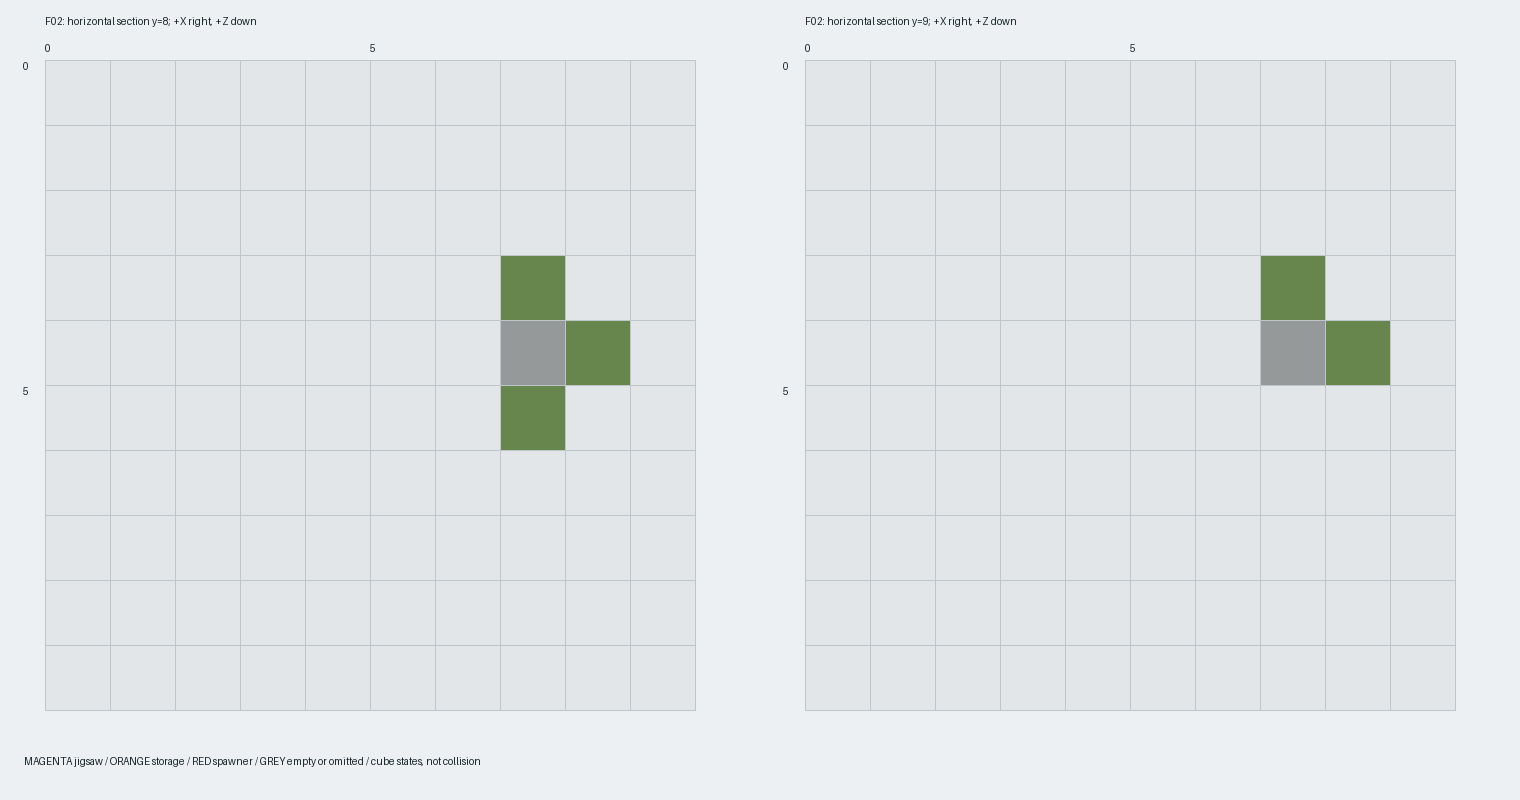 F02: horizontal section y=8; +X right, +Z down
F02: horizontal section y=9; +X right, +Z down
0 5
0 5
0
0
5
5
MAGENTA jigsaw / ORANGE storage / RED spawner / GREY empty or omitted / cube states, not collision